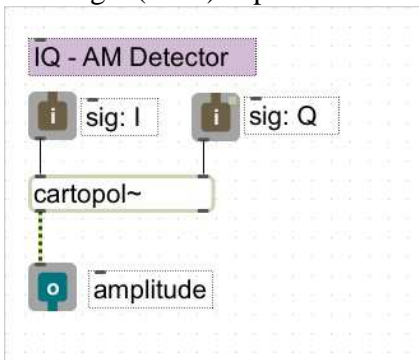 IQ - AM Detector
i sig: I i sig: Q
cartopol~
o amplitude